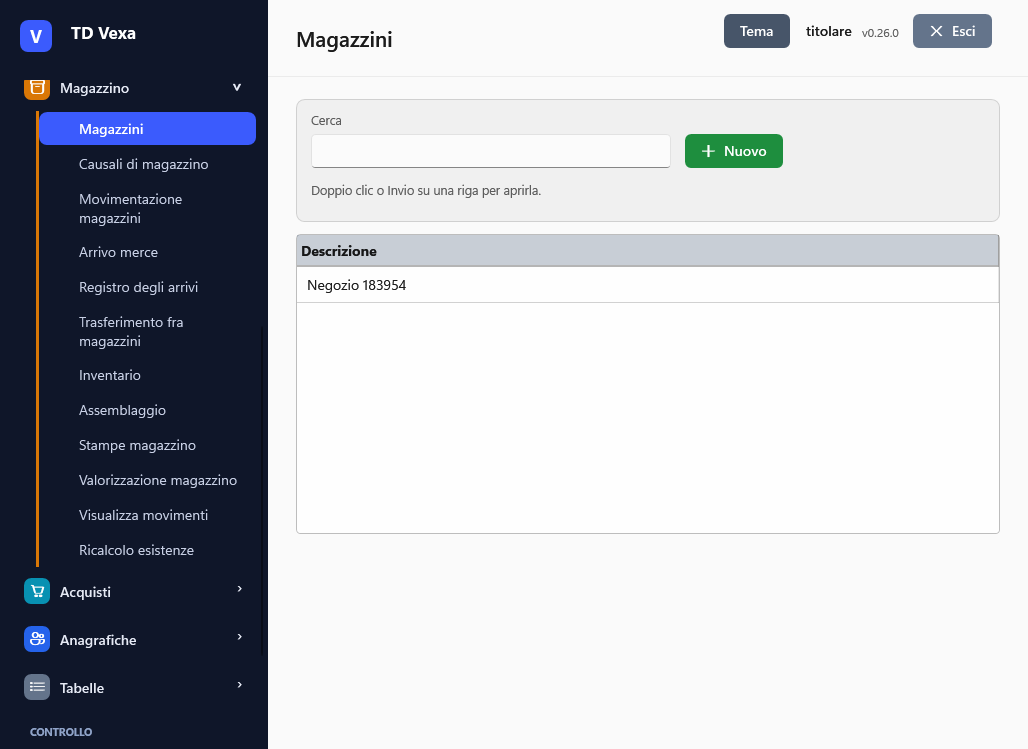 V
TD Vexa
Magazzino
Magazzini
Causali di magazzino
Movimentazione
magazzini
Arrivo merce
Registro degli arrivi
Trasferimento fra
magazzini
Inventario
Assemblaggio
Stampe magazzino
Valorizzazione magazzino
Visualizza movimenti
Ricalcolo esistenze
Acquisti
Anagrafiche
Tabelle
CONTROLLO
Magazzini
Tema titolare v0.26.0 Esci
Cerca
Nuovo
Doppio clic o Invio su una riga per aprirla.
Descrizione
Negozio 183954